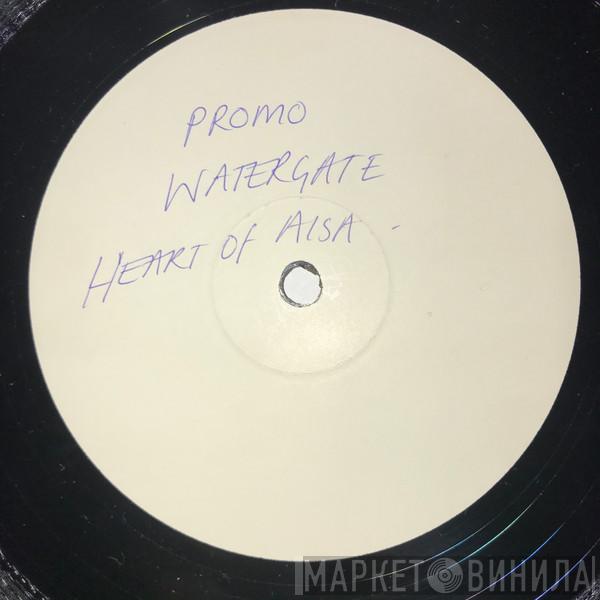 PROMO
WATERGATE
HEART OF AISA -
МАРКЕТ ВИНИЛА